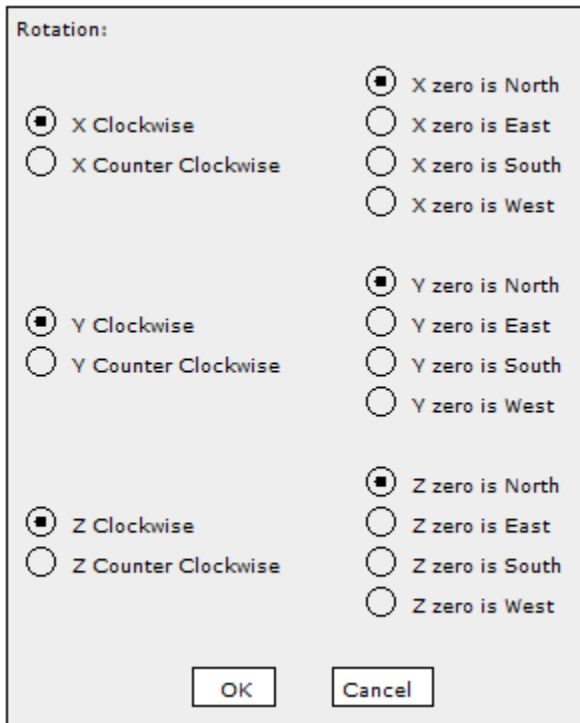 Rotation:
X Clockwise
X Counter Clockwise
X zero is North
X zero is East
X zero is South
X zero is West
Y Clockwise
Y Counter Clockwise
Y zero is North
Y zero is East
Y zero is South
Y zero is West
Z Clockwise
Z Counter Clockwise
Z zero is North
Z zero is East
Z zero is South
Z zero is West
OK
Cancel